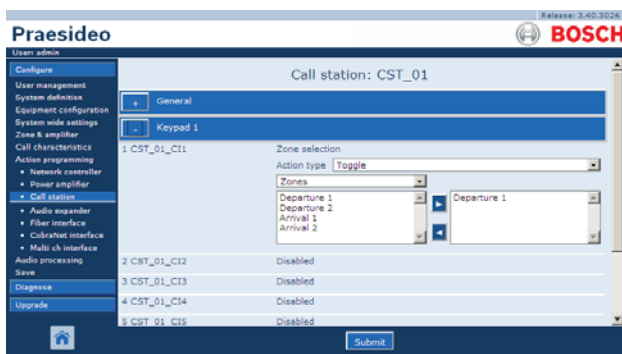 Release: 3.40.3026
Praesideo
BOSCH
User: admin
Configure
User management
System definition
Equipment configuration
System wide settings
Zone & amplifier
Call characteristics
Action programming
• Network controller
• Power amplifier
• Call station
• Audio expander
• Fiber interface
• CobraNet interface
• Multi ch interface
Audio processing
Save
Diagnose
Upgrade
Call station: CST_01
+ General
- Keypad 1
1 CST_01_CI1 Zone selection
Action type Toggle
Zones
Departure 1
Departure 2
Arrival 1
Arrival 2
Departure 1
2 CST_01_CI2 Disabled
3 CST_01_CI3 Disabled
4 CST_01_CI4 Disabled
5 CST_01_CI5 Disabled
Submit